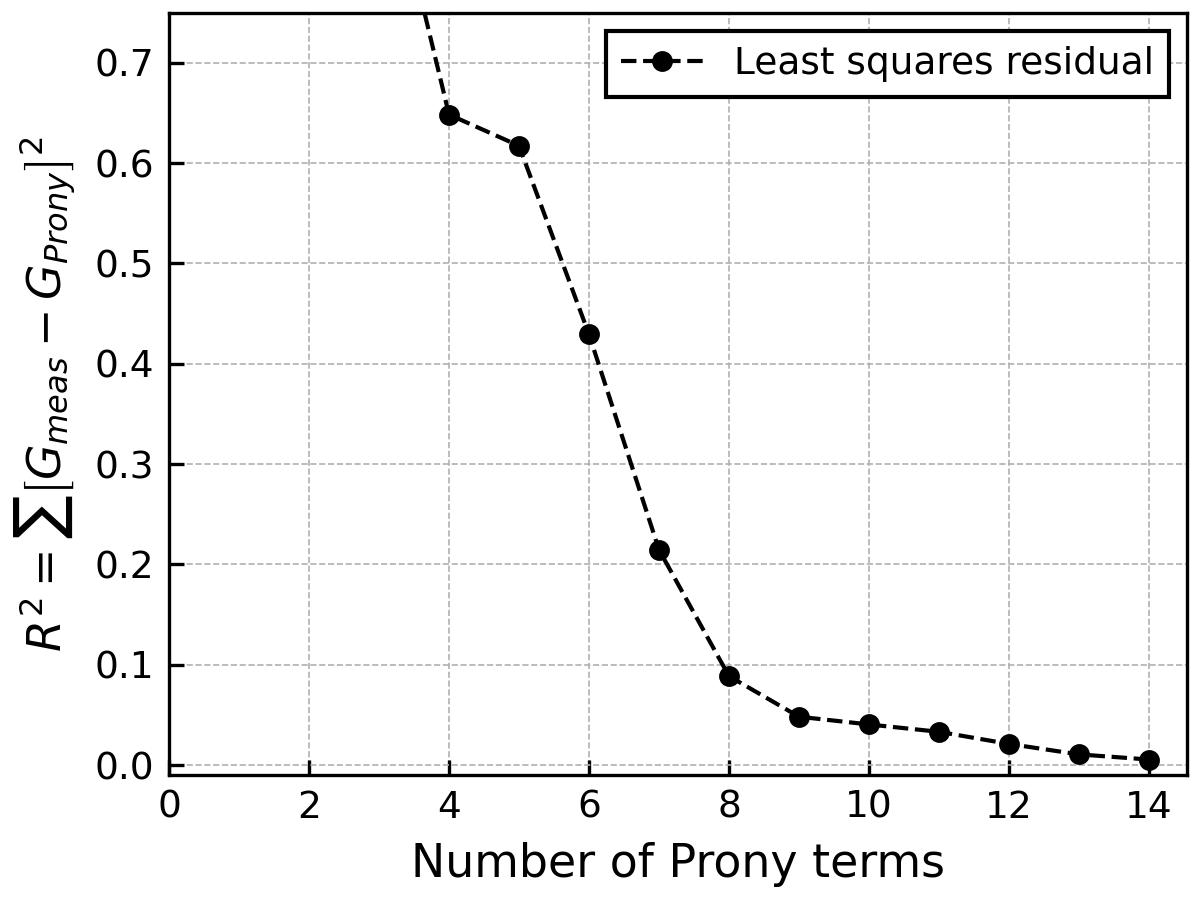 Least squares residual
0.7
0.6
0.5
0.4
0.3
0.2
0.1
0.0
0 2 4 6 8 10 12 14
Number of Prony terms
R² = ∑[G_meas − G_Prony]²